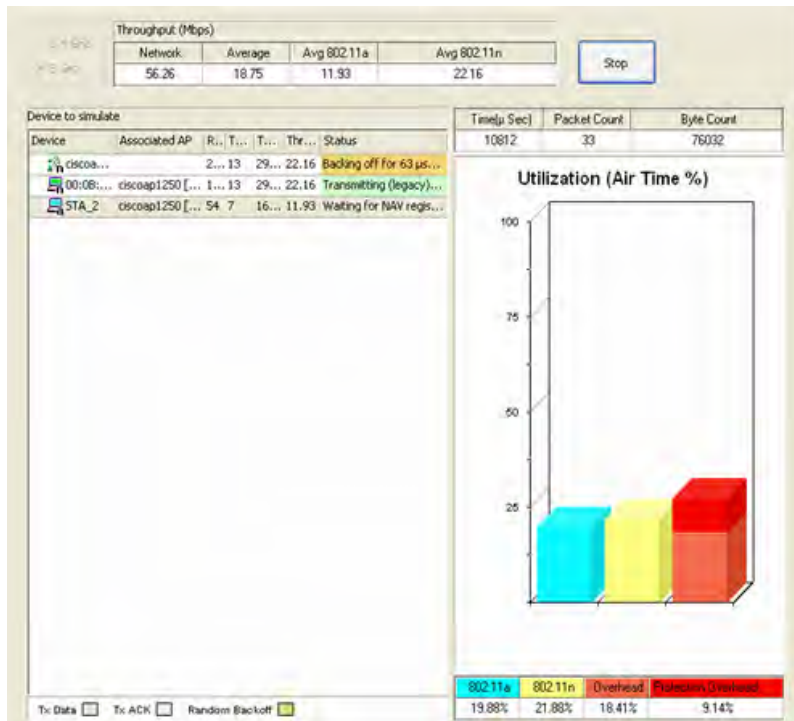 Throughput (Mbps)
Network Average Avg 802.11a Avg 802.11n
56.26 18.75 11.93 22.16
Stop
Device to simulate
Device Associated AP R... T... T... Thr... Status
ciscoa... 2... 13 29... 22.16 Backing off for 63 µs...
00:0B:... ciscoap1250 [... 1... 13 29... 22.16 Transmitting (legacy)...
STA_2 ciscoap1250 [... 54 7 16... 11.93 Waiting for NAV regis...
Time(µ Sec) Packet Count Byte Count
10812 33 76032
Utilization (Air Time %)
100
75
50
25
802.11a 802.11n Overhead Protection Overhead
19.88% 21.88% 18.41% 9.14%
Tx Data Tx ACK Random Backoff